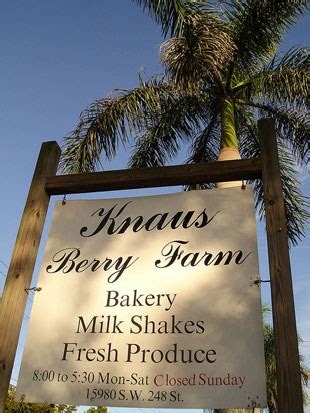 Knaus
Berry Farm
Bakery
Milk Shakes
Fresh Produce
8:00 to 5:30 Mon-Sat Closed Sunday
15980 S.W. 248 St.